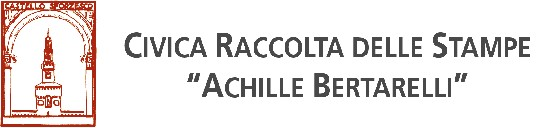 CASTELLO SFORZESCO
CIVICA RACCOLTA DELLE STAMPE
“ACHILLE BERTARELLI”